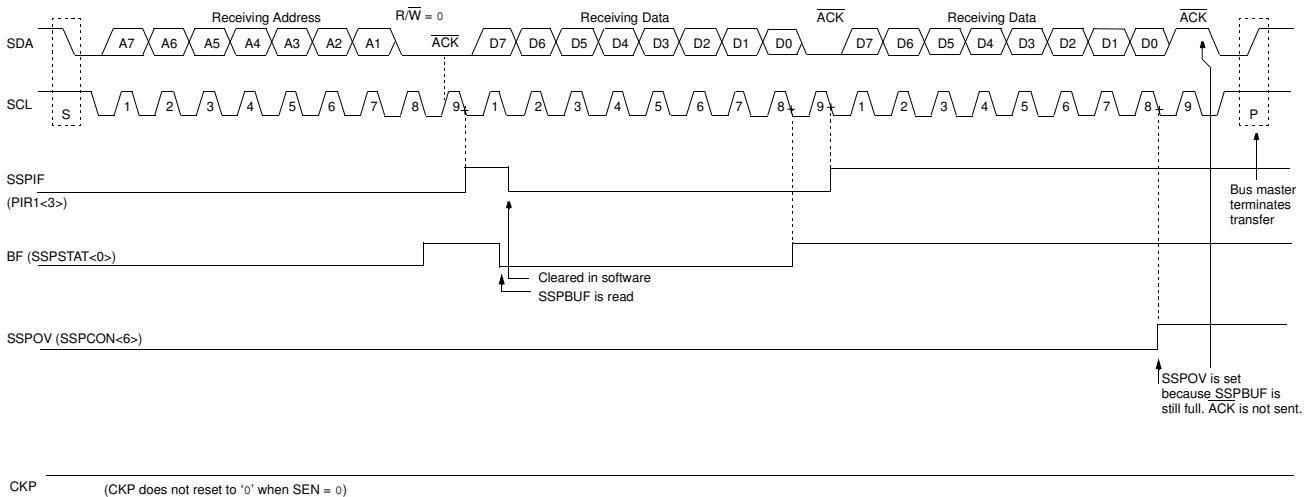 Receiving Address R/W = 0 Receiving Data ACK Receiving Data ACK
SDA A7 A6 A5 A4 A3 A2 A1 ACK D7 D6 D5 D4 D3 D2 D1 D0 D7 D6 D5 D4 D3 D2 D1 D0
SCL S 1 2 3 4 5 6 7 8 9 1 2 3 4 5 6 7 8 9 1 2 3 4 5 6 7 8 9 P
SSPIF
(PIR1<3>)
Bus master
terminates
transfer
BF (SSPSTAT<0>)
Cleared in software
SSPBUF is read
SSPOV (SSPCON<6>)
SSPOV is set
because SSPBUF is
still full. ACK is not sent.
CKP (CKP does not reset to ‘0’ when SEN = 0)